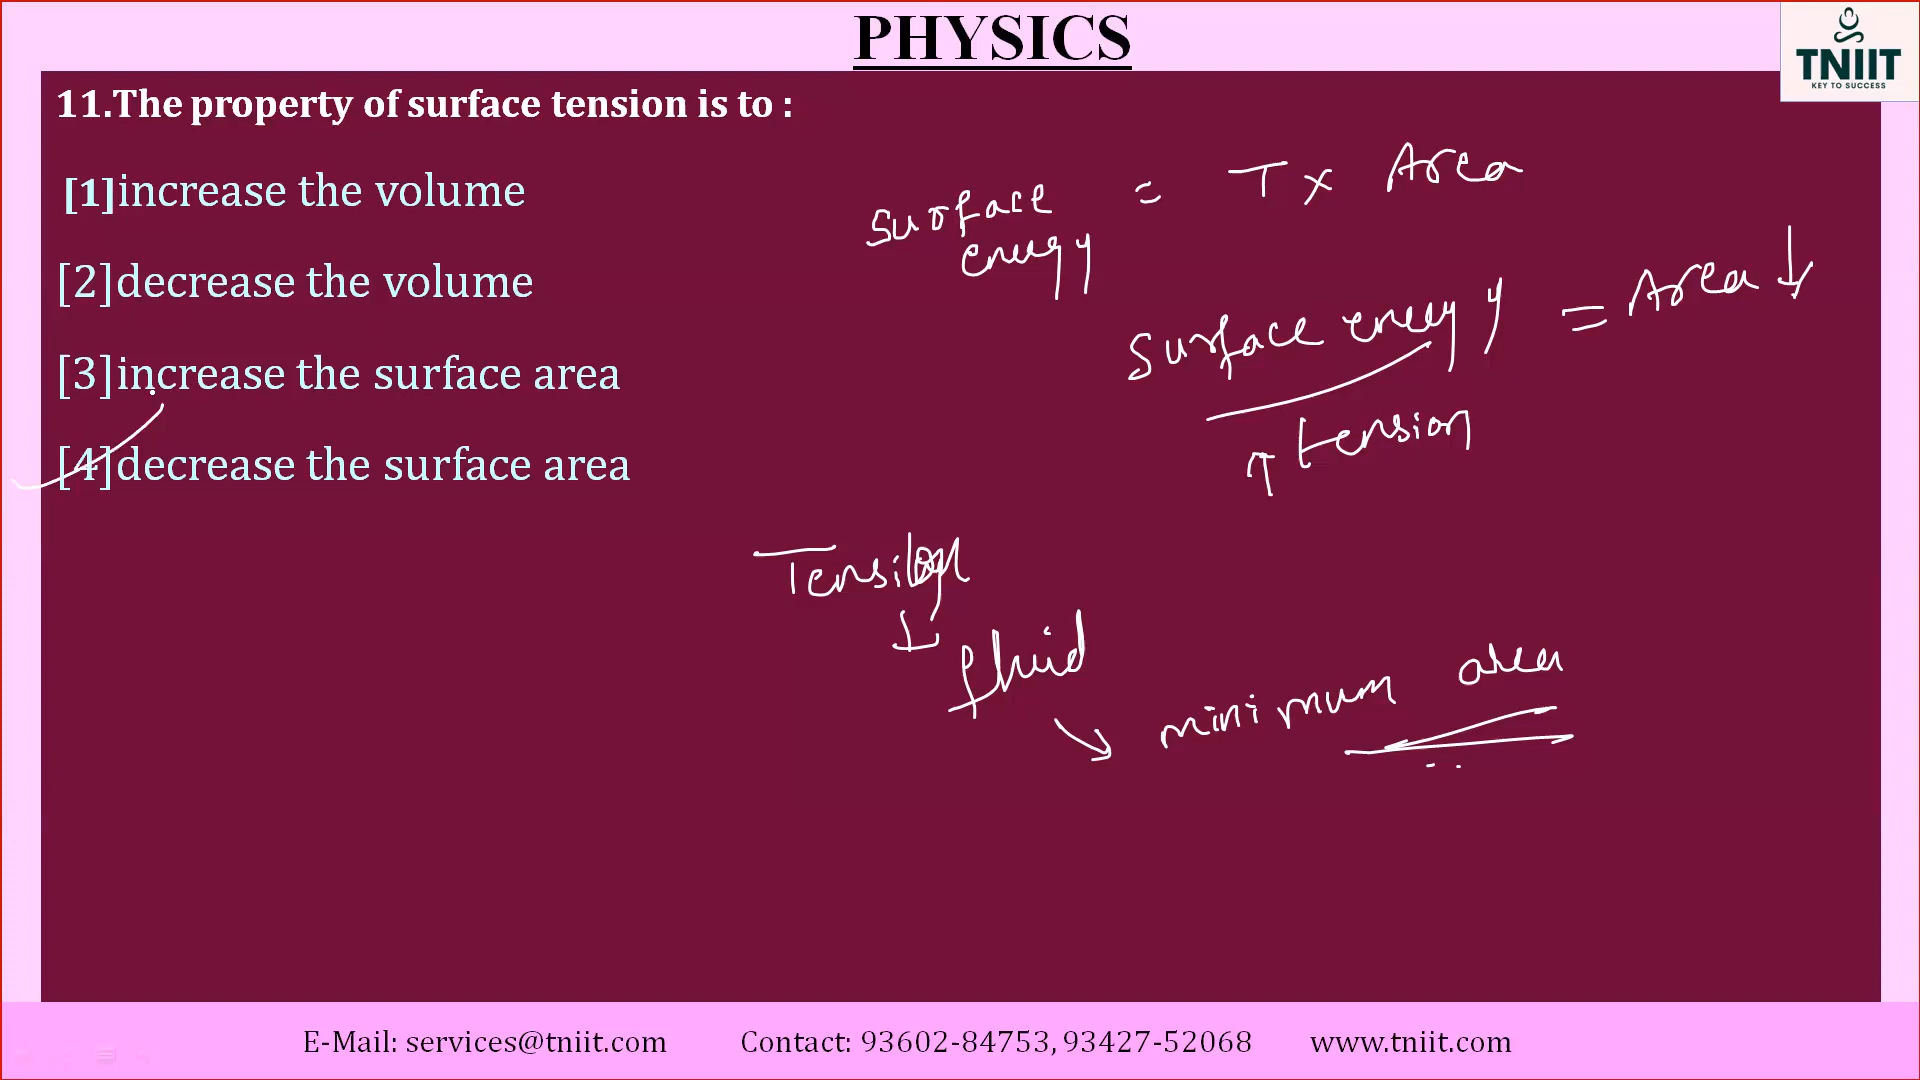 PHYSICS
TNIIT
KEY TO SUCCESS
11.The property of surface tension is to :
[1]increase the volume
[2]decrease the volume
[3]increase the surface area
[4]decrease the surface area
surface energy = T x Area
Surface energy = Area ↓
↑ tension
Tension
↓
fluid
↘ minimum area
E-Mail: services@tniit.com Contact: 93602-84753, 93427-52068 www.tniit.com